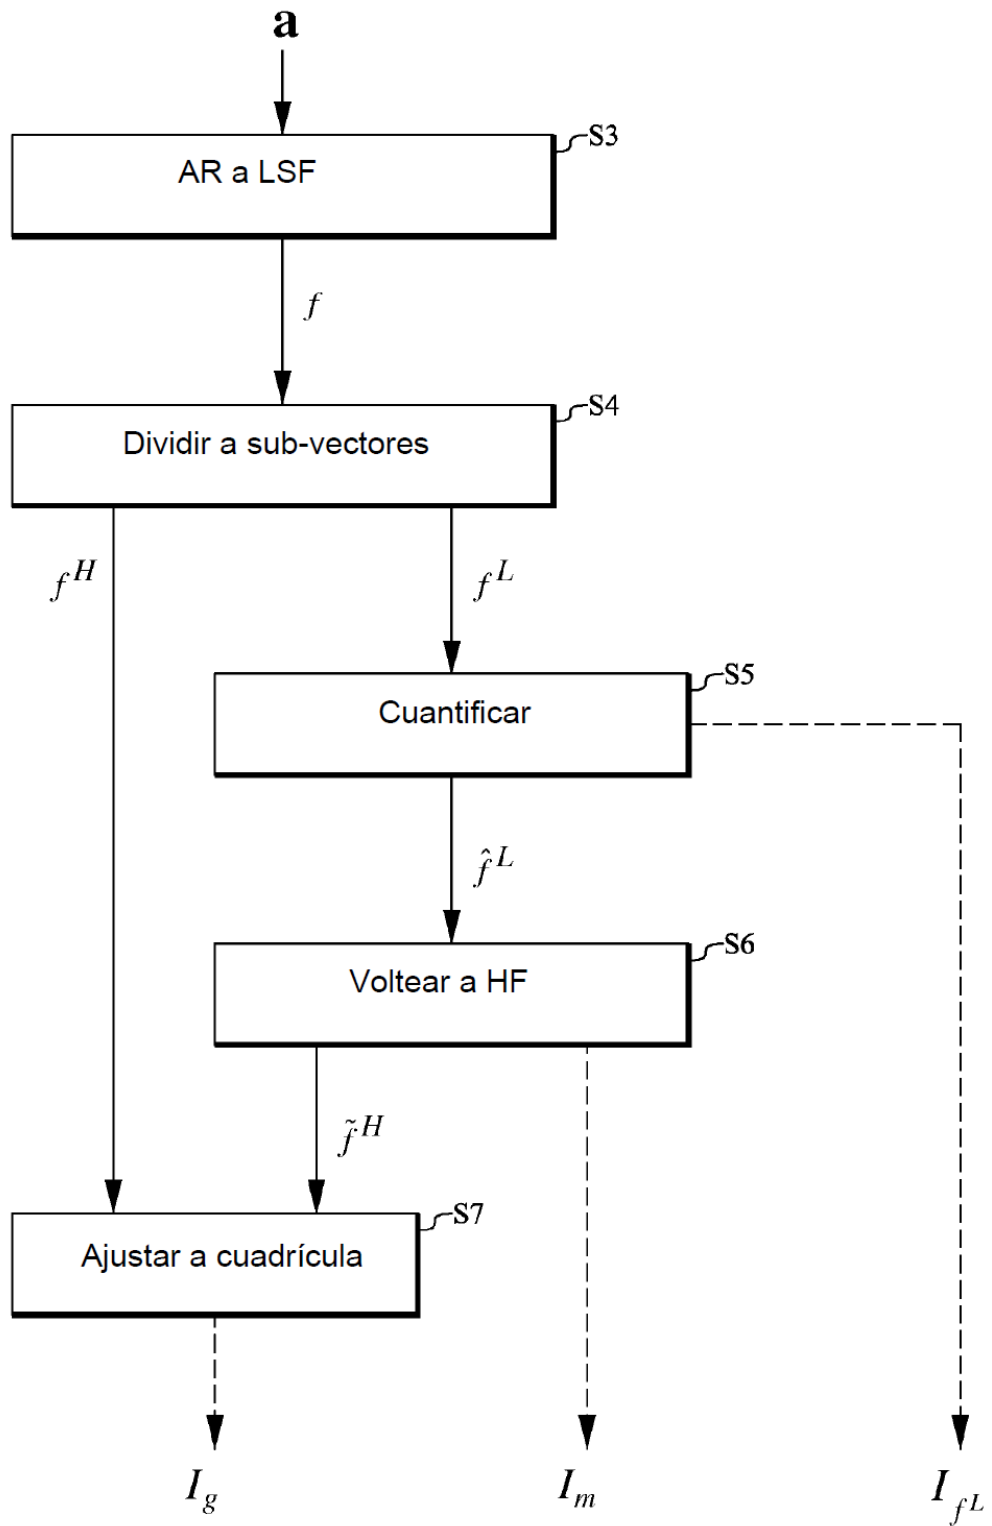 a
AR a LSF
S3
f
Dividir a sub-vectores
S4
f^H
f^L
Cuantificar
S5
f̂^L
Voltear a HF
S6
f̃^H
Ajustar a cuadrícula
S7
I_g
I_m
I_{f^L}